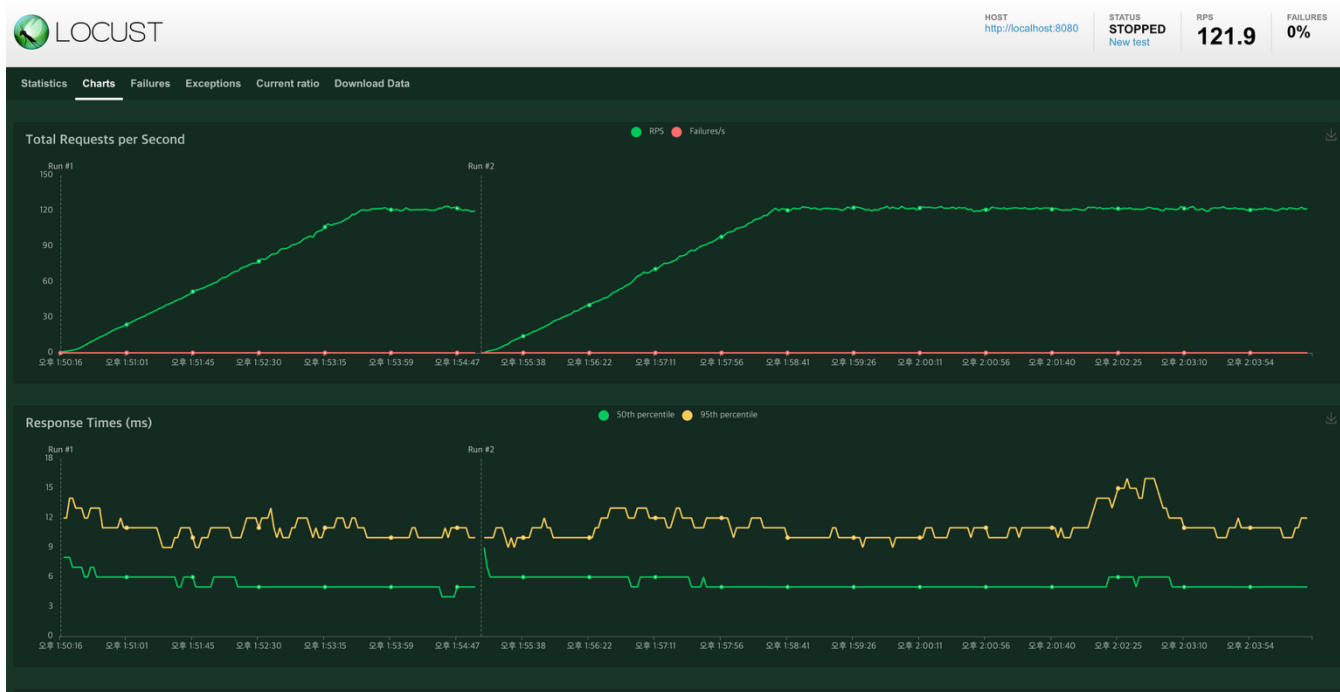 LOCUST
HOST
http://localhost:8080
STATUS
STOPPED
New test
RPS
121.9
FAILURES
0%
Statistics Charts Failures Exceptions Current ratio Download Data
Total Requests per Second
RPS Failures/s
Run #1
Run #2
150
120
90
60
30
0
오후 1:50:16 오후 1:51:01 오후 1:51:45 오후 1:52:30 오후 1:53:15 오후 1:53:59 오후 1:54:47 오후 1:55:38 오후 1:56:22 오후 1:57:11 오후 1:57:56 오후 1:58:41 오후 1:59:26 오후 2:00:11 오후 2:00:56 오후 2:01:40 오후 2:02:25 오후 2:03:10 오후 2:03:54
Response Times (ms)
50th percentile 95th percentile
Run #1
Run #2
18
15
12
9
6
3
0
오후 1:50:16 오후 1:51:01 오후 1:51:45 오후 1:52:30 오후 1:53:15 오후 1:53:59 오후 1:54:47 오후 1:55:38 오후 1:56:22 오후 1:57:11 오후 1:57:56 오후 1:58:41 오후 1:59:26 오후 2:00:11 오후 2:00:56 오후 2:01:40 오후 2:02:25 오후 2:03:10 오후 2:03:54